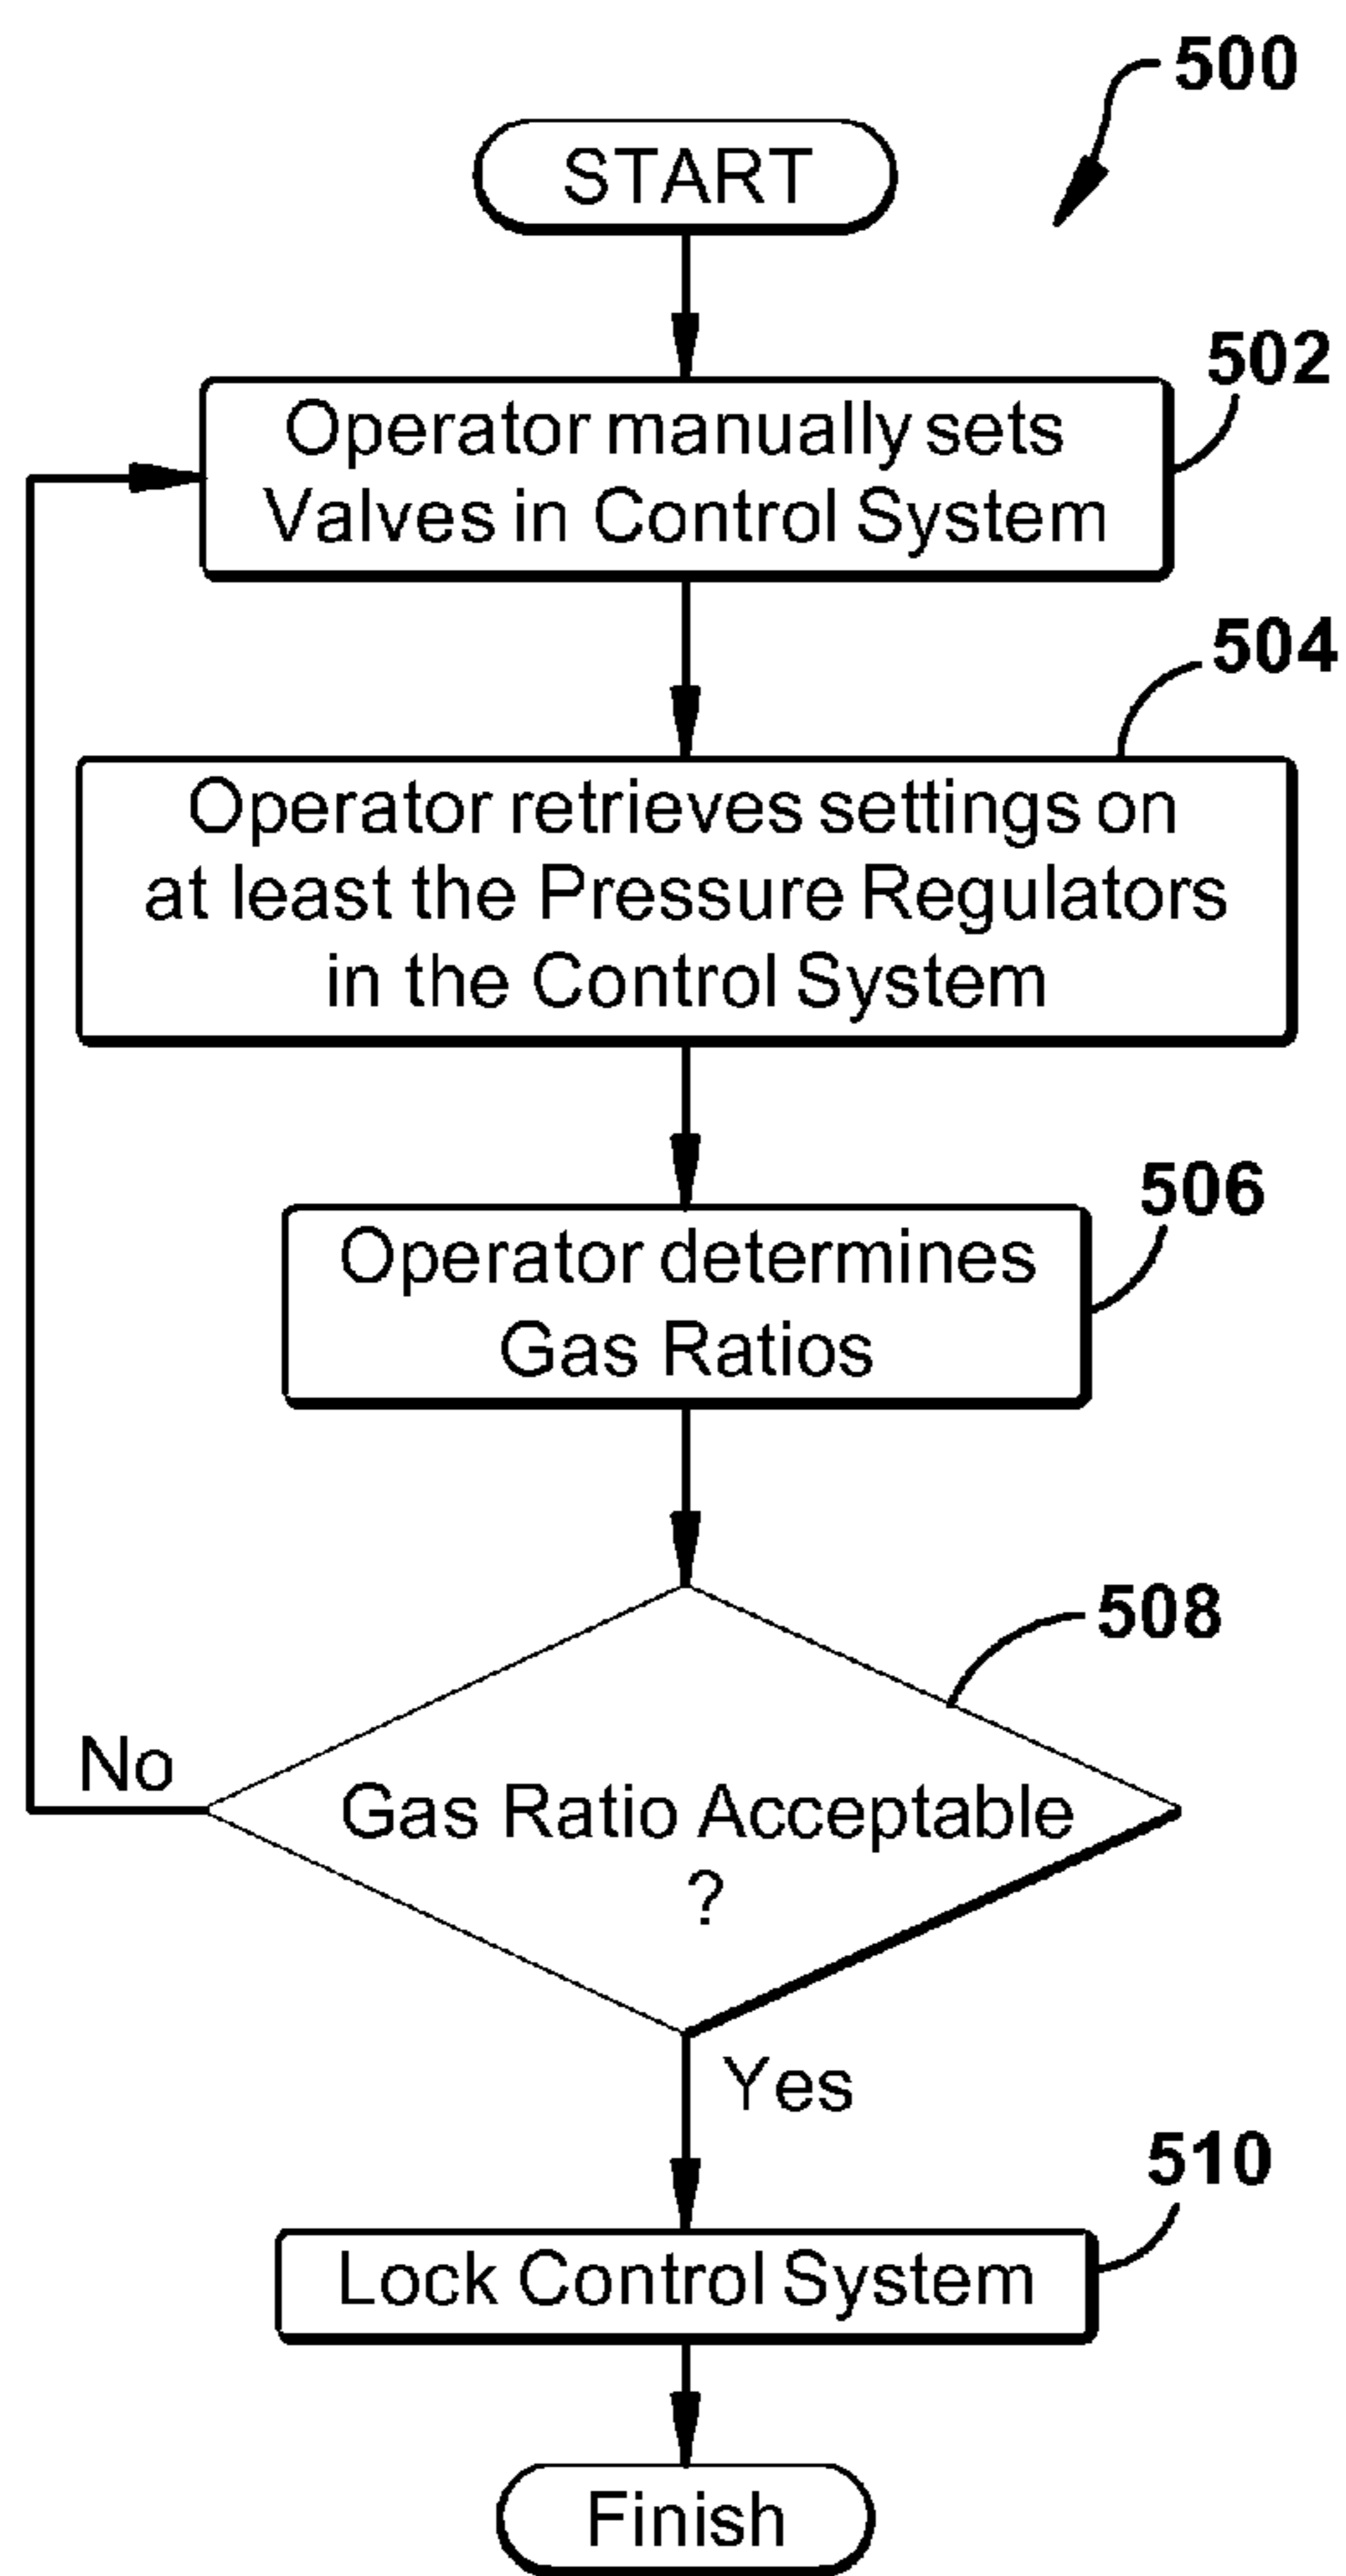 500
START
502
Operator manually sets
Valves in Control System
504
Operator retrieves settings on
at least the Pressure Regulators
in the Control System
506
Operator determines
Gas Ratios
508
No
Gas Ratio Acceptable
?
Yes
510
Lock Control System
Finish